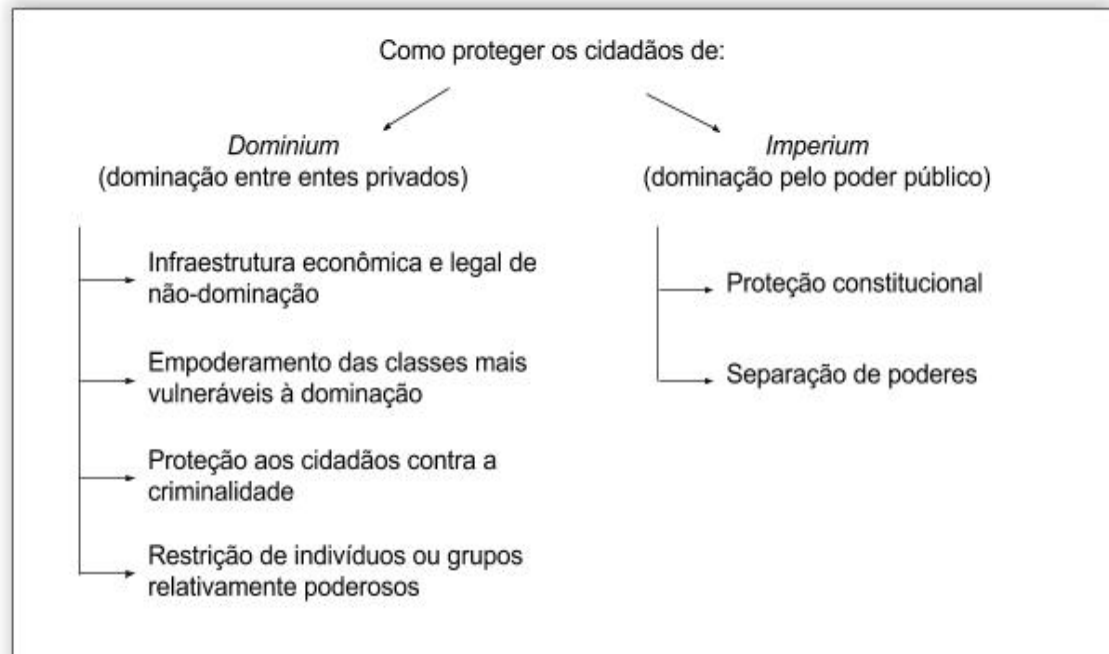 Como proteger os cidadãos de:
Dominium
(dominação entre entes privados)
Infraestrutura econômica e legal de
não-dominação
Empoderamento das classes mais
vulneráveis à dominação
Proteção aos cidadãos contra a
criminalidade
Restrição de indivíduos ou grupos
relativamente poderosos
Imperium
(dominação pelo poder público)
Proteção constitucional
Separação de poderes